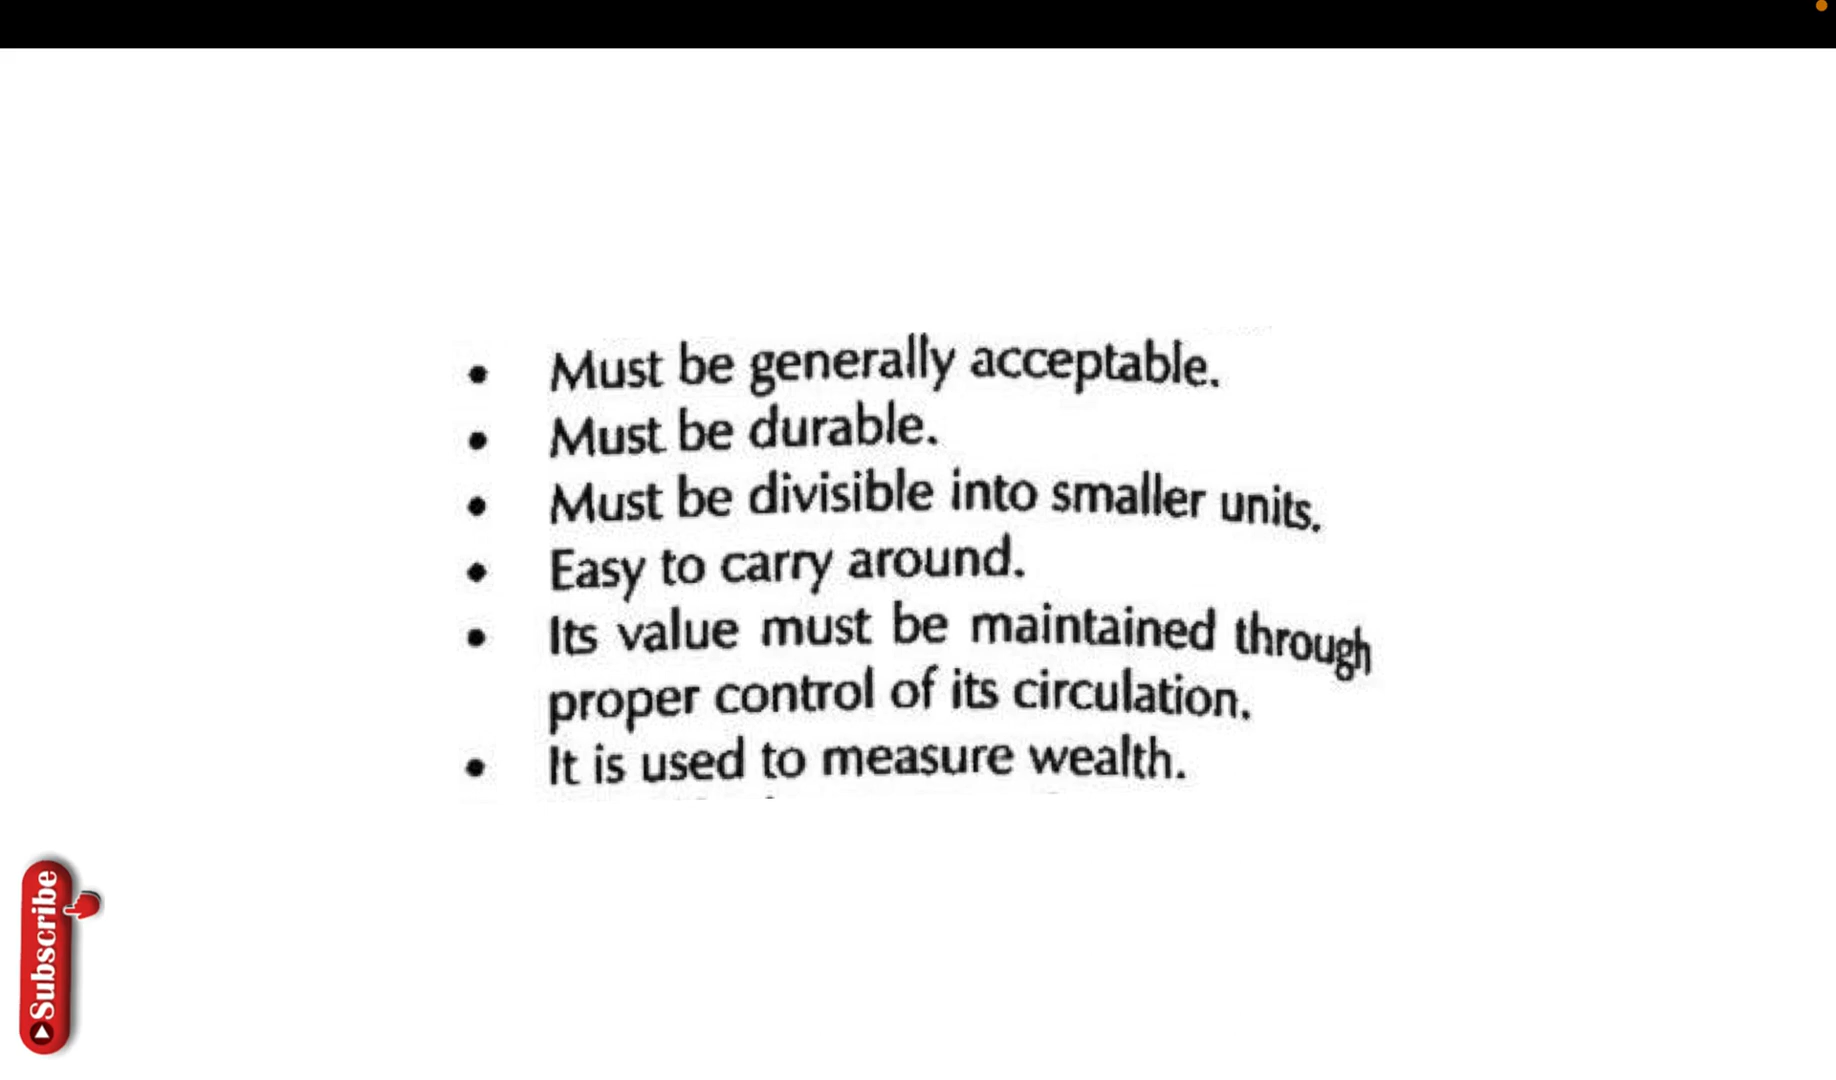 • Must be generally acceptable.
• Must be durable.
• Must be divisible into smaller units.
• Easy to carry around.
• Its value must be maintained through
proper control of its circulation.
• It is used to measure wealth.
Subscribe